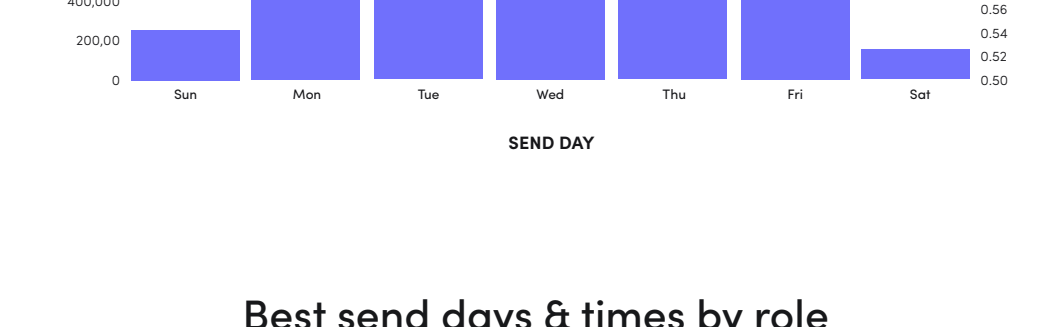 400,000
0.56
0.54
200,00
0.52
0
0.50
Sun Mon Tue Wed Thu Fri Sat
SEND DAY
Best send days & times by role